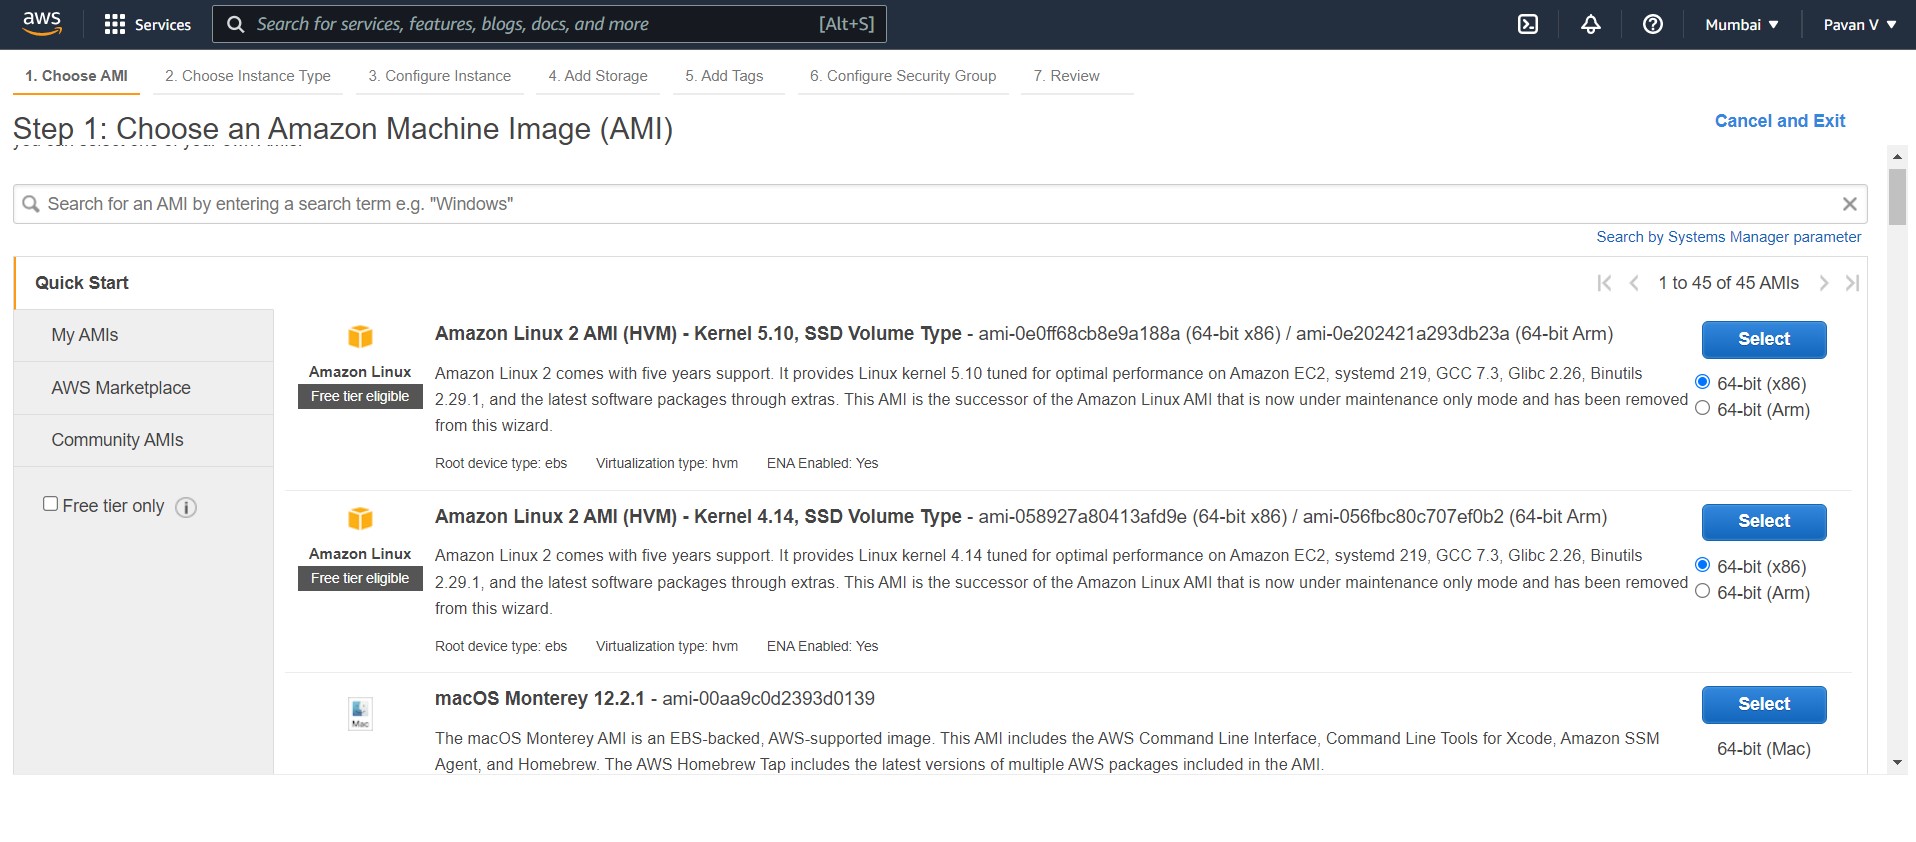 aws
Services
Search for services, features, blogs, docs, and more [Alt+S]
Mumbai
Pavan V
1. Choose AMI
2. Choose Instance Type
3. Configure Instance
4. Add Storage
5. Add Tags
6. Configure Security Group
7. Review
Step 1: Choose an Amazon Machine Image (AMI)
Cancel and Exit
you can select one of your own AMIs.
Search for an AMI by entering a search term e.g. "Windows"
Search by Systems Manager parameter
Quick Start
1 to 45 of 45 AMIs
My AMIs
AWS Marketplace
Community AMIs
Free tier only
Amazon Linux
Free tier eligible
Amazon Linux 2 AMI (HVM) - Kernel 5.10, SSD Volume Type - ami-0e0ff68cb8e9a188a (64-bit x86) / ami-0e202421a293db23a (64-bit Arm)
Amazon Linux 2 comes with five years support. It provides Linux kernel 5.10 tuned for optimal performance on Amazon EC2, systemd 219, GCC 7.3, Glibc 2.26, Binutils
2.29.1, and the latest software packages through extras. This AMI is the successor of the Amazon Linux AMI that is now under maintenance only mode and has been removed
from this wizard.
Root device type: ebs Virtualization type: hvm ENA Enabled: Yes
Select
64-bit (x86)
64-bit (Arm)
Amazon Linux
Free tier eligible
Amazon Linux 2 AMI (HVM) - Kernel 4.14, SSD Volume Type - ami-058927a80413afd9e (64-bit x86) / ami-056fbc80c707ef0b2 (64-bit Arm)
Amazon Linux 2 comes with five years support. It provides Linux kernel 4.14 tuned for optimal performance on Amazon EC2, systemd 219, GCC 7.3, Glibc 2.26, Binutils
2.29.1, and the latest software packages through extras. This AMI is the successor of the Amazon Linux AMI that is now under maintenance only mode and has been removed
from this wizard.
Root device type: ebs Virtualization type: hvm ENA Enabled: Yes
Select
64-bit (x86)
64-bit (Arm)
Mac
macOS Monterey 12.2.1 - ami-00aa9c0d2393d0139
The macOS Monterey AMI is an EBS-backed, AWS-supported image. This AMI includes the AWS Command Line Interface, Command Line Tools for Xcode, Amazon SSM
Agent, and Homebrew. The AWS Homebrew Tap includes the latest versions of multiple AWS packages included in the AMI.
Select
64-bit (Mac)